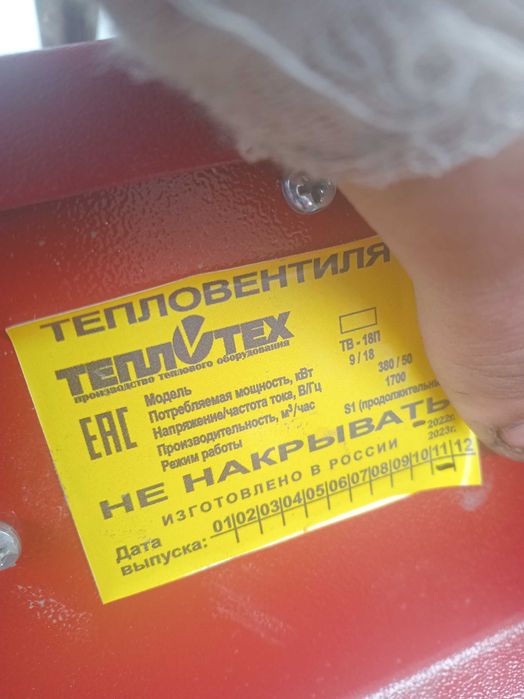 ТЕПЛОВЕНТИЛЯ
ТЕПЛОТЕХ
производство теплового оборудования
ЕАС
Модель ТВ - 18П
Потребляемая мощность, кВт 9 / 18
Напряжение/частота тока, В/Гц 380 / 50
Производительность, м³/час 1700
Режим работы S1 (продолжительны
НЕ НАКРЫВАТЬ
ИЗГОТОВЛЕНО В РОССИИ
2022г.
2023г.
Дата выпуска: 01|02|03|04|05|06|07|08|09|10|11|12